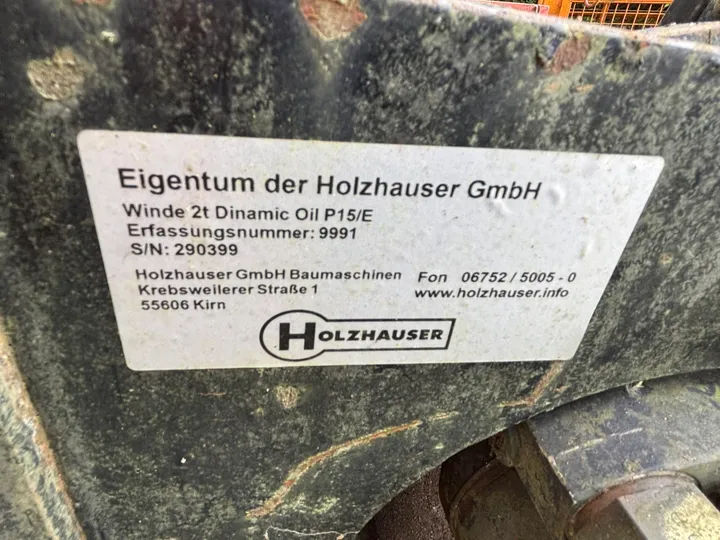 Eigentum der Holzhauser GmbH
Winde 2t Dinamic Oil P15/E
Erfassungsnummer: 9991
S/N: 290399
Holzhauser GmbH Baumaschinen
Krebsweilerer Straße 1
55606 Kirn
Fon 06752 / 5005 - 0
www.holzhauser.info
HOLZHAUSER